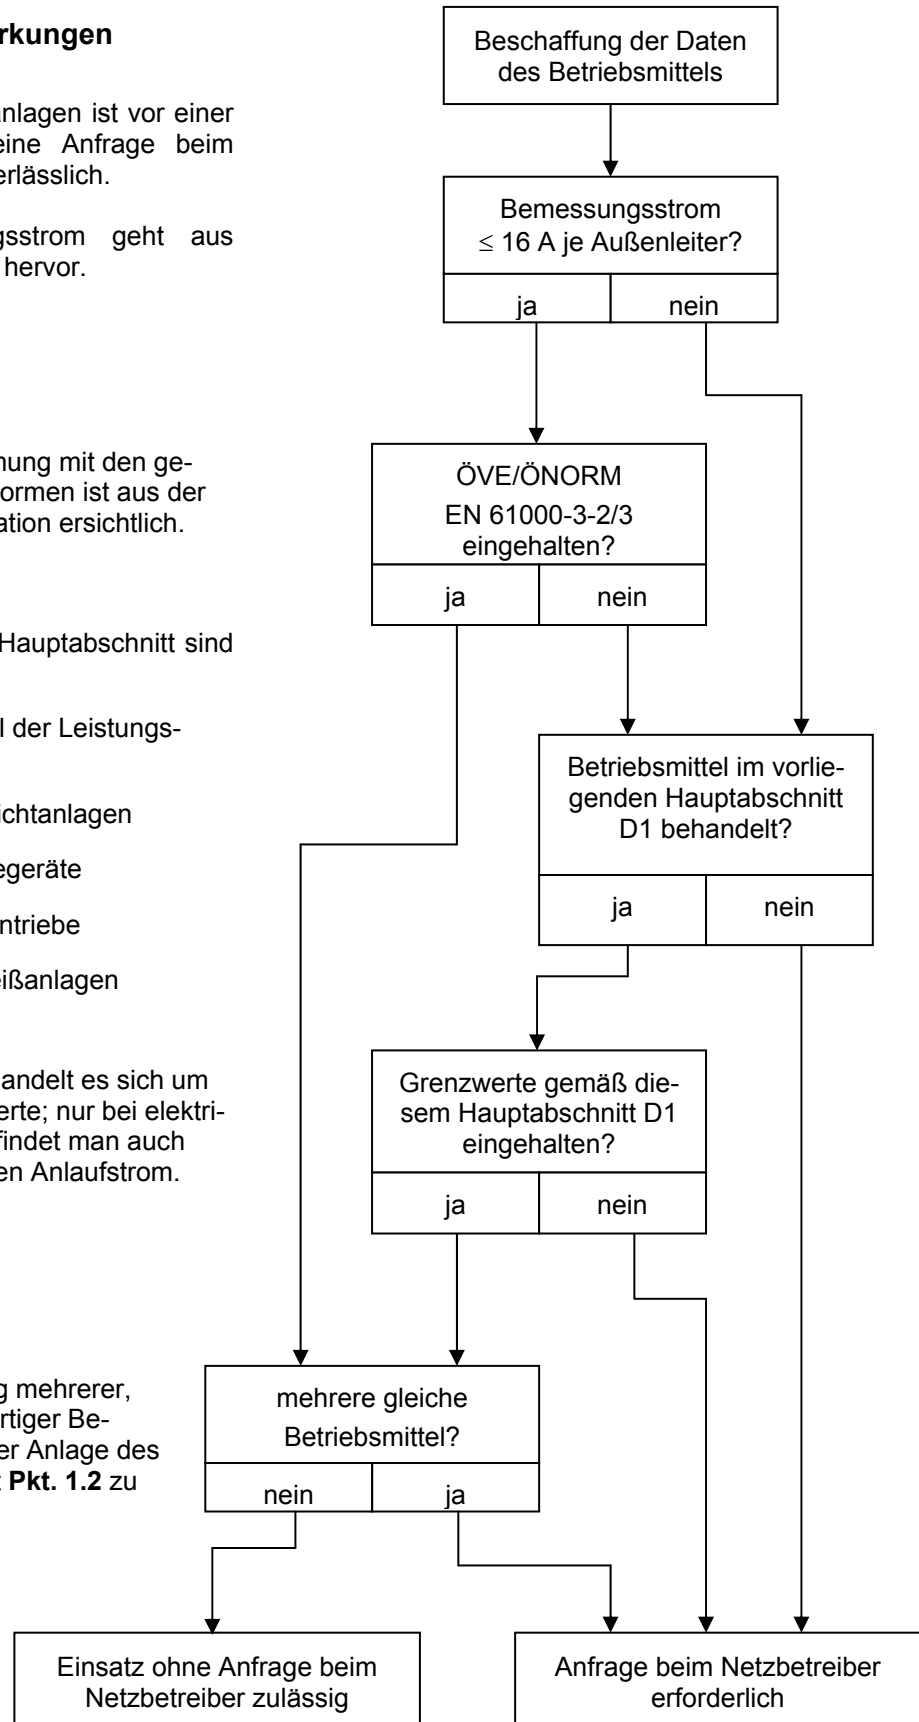 rkungen
anlagen ist vor einer
eine Anfrage beim
erlässlich.
gsstrom geht aus
hervor.
nung mit den ge-
ormen ist aus der
ation ersichtlich.
Hauptabschnitt sind
l der Leistungs-
ichtanlagen
egeräte
ntriebe
eißanlagen
andelt es sich um
erte; nur bei elektri-
findet man auch
en Anlaufstrom.
g mehrerer,
rtiger Be-
er Anlage des
t Pkt. 1.2 zu
Beschaffung der Daten
des Betriebsmittels
Bemessungsstrom
≤ 16 A je Außenleiter?
ja nein
ÖVE/ÖNORM
EN 61000-3-2/3
eingehalten?
ja nein
Betriebsmittel im vorlie-
genden Hauptabschnitt
D1 behandelt?
ja nein
Grenzwerte gemäß die-
sem Hauptabschnitt D1
eingehalten?
ja nein
mehrere gleiche
Betriebsmittel?
nein ja
Einsatz ohne Anfrage beim
Netzbetreiber zulässig
Anfrage beim Netzbetreiber
erforderlich